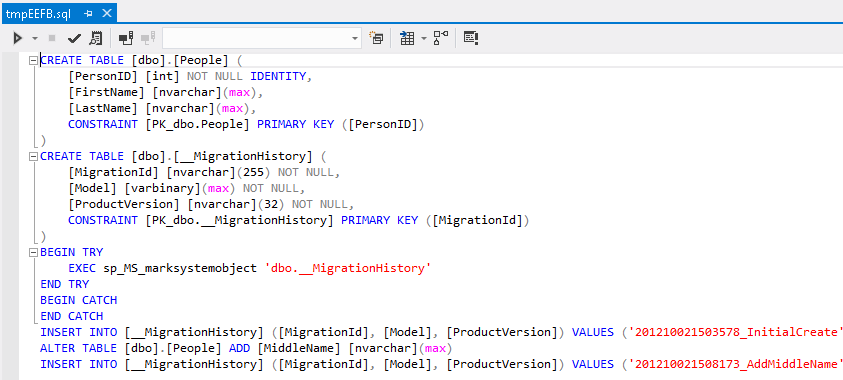 tmpEEFB.sql
CREATE TABLE [dbo].[People] (
[PersonID] [int] NOT NULL IDENTITY,
[FirstName] [nvarchar](max),
[LastName] [nvarchar](max),
CONSTRAINT [PK_dbo.People] PRIMARY KEY ([PersonID])
)
CREATE TABLE [dbo].[__MigrationHistory] (
[MigrationId] [nvarchar](255) NOT NULL,
[Model] [varbinary](max) NOT NULL,
[ProductVersion] [nvarchar](32) NOT NULL,
CONSTRAINT [PK_dbo.__MigrationHistory] PRIMARY KEY ([MigrationId])
)
BEGIN TRY
EXEC sp_MS_marksystemobject 'dbo.__MigrationHistory'
END TRY
BEGIN CATCH
END CATCH
INSERT INTO [__MigrationHistory] ([MigrationId], [Model], [ProductVersion]) VALUES ('201210021503578_InitialCreate'
ALTER TABLE [dbo].[People] ADD [MiddleName] [nvarchar](max)
INSERT INTO [__MigrationHistory] ([MigrationId], [Model], [ProductVersion]) VALUES ('201210021508173_AddMiddleName'